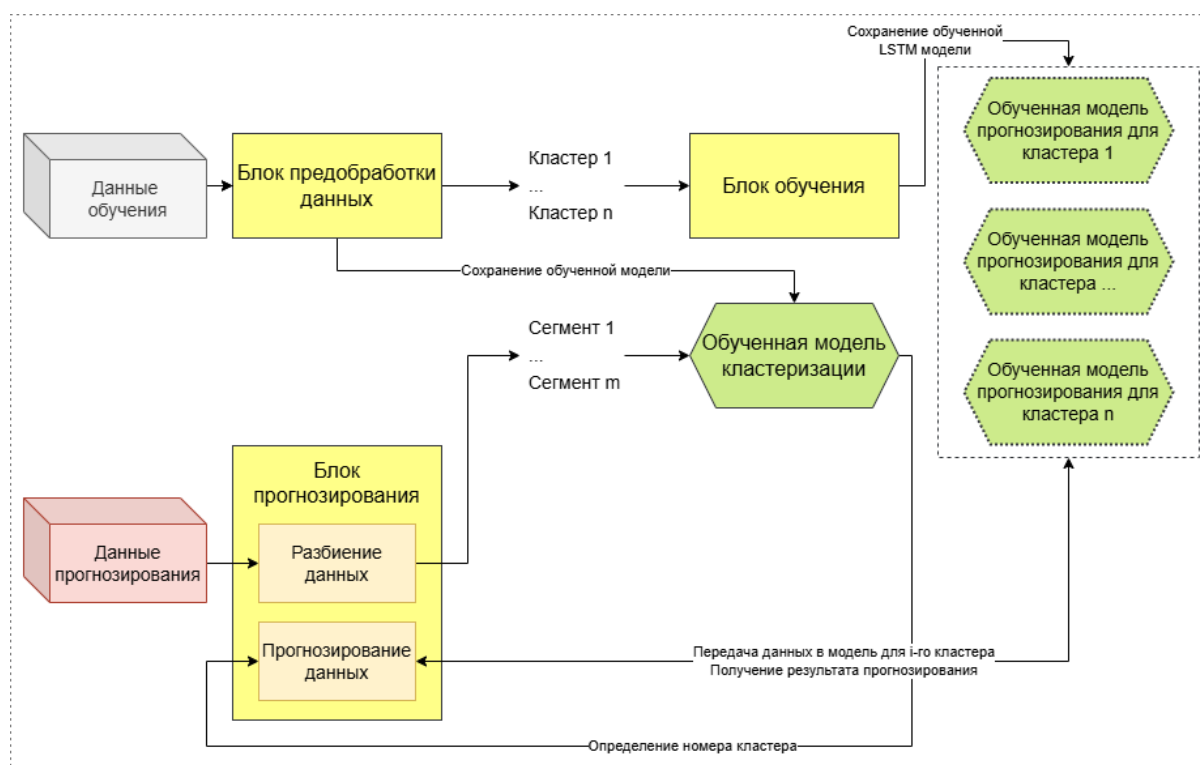 Сохранение обученной
LSTM модели
Обученная модель
прогнозирования для
кластера 1
Данные
обучения
Блок предобработки
данных
Кластер 1
...
Кластер n
Блок обучения
Обученная модель
прогнозирования для
кластера ...
Сохранение обученной модели
Сегмент 1
...
Сегмент m
Обученная модель
кластеризации
Обученная модель
прогнозирования для
кластера n
Блок
прогнозирования
Данные
прогнозирования
Разбиение
данных
Прогнозирование
данных
Передача данных в модель для i-го кластера
Получение результата прогнозирования
Определение номера кластера